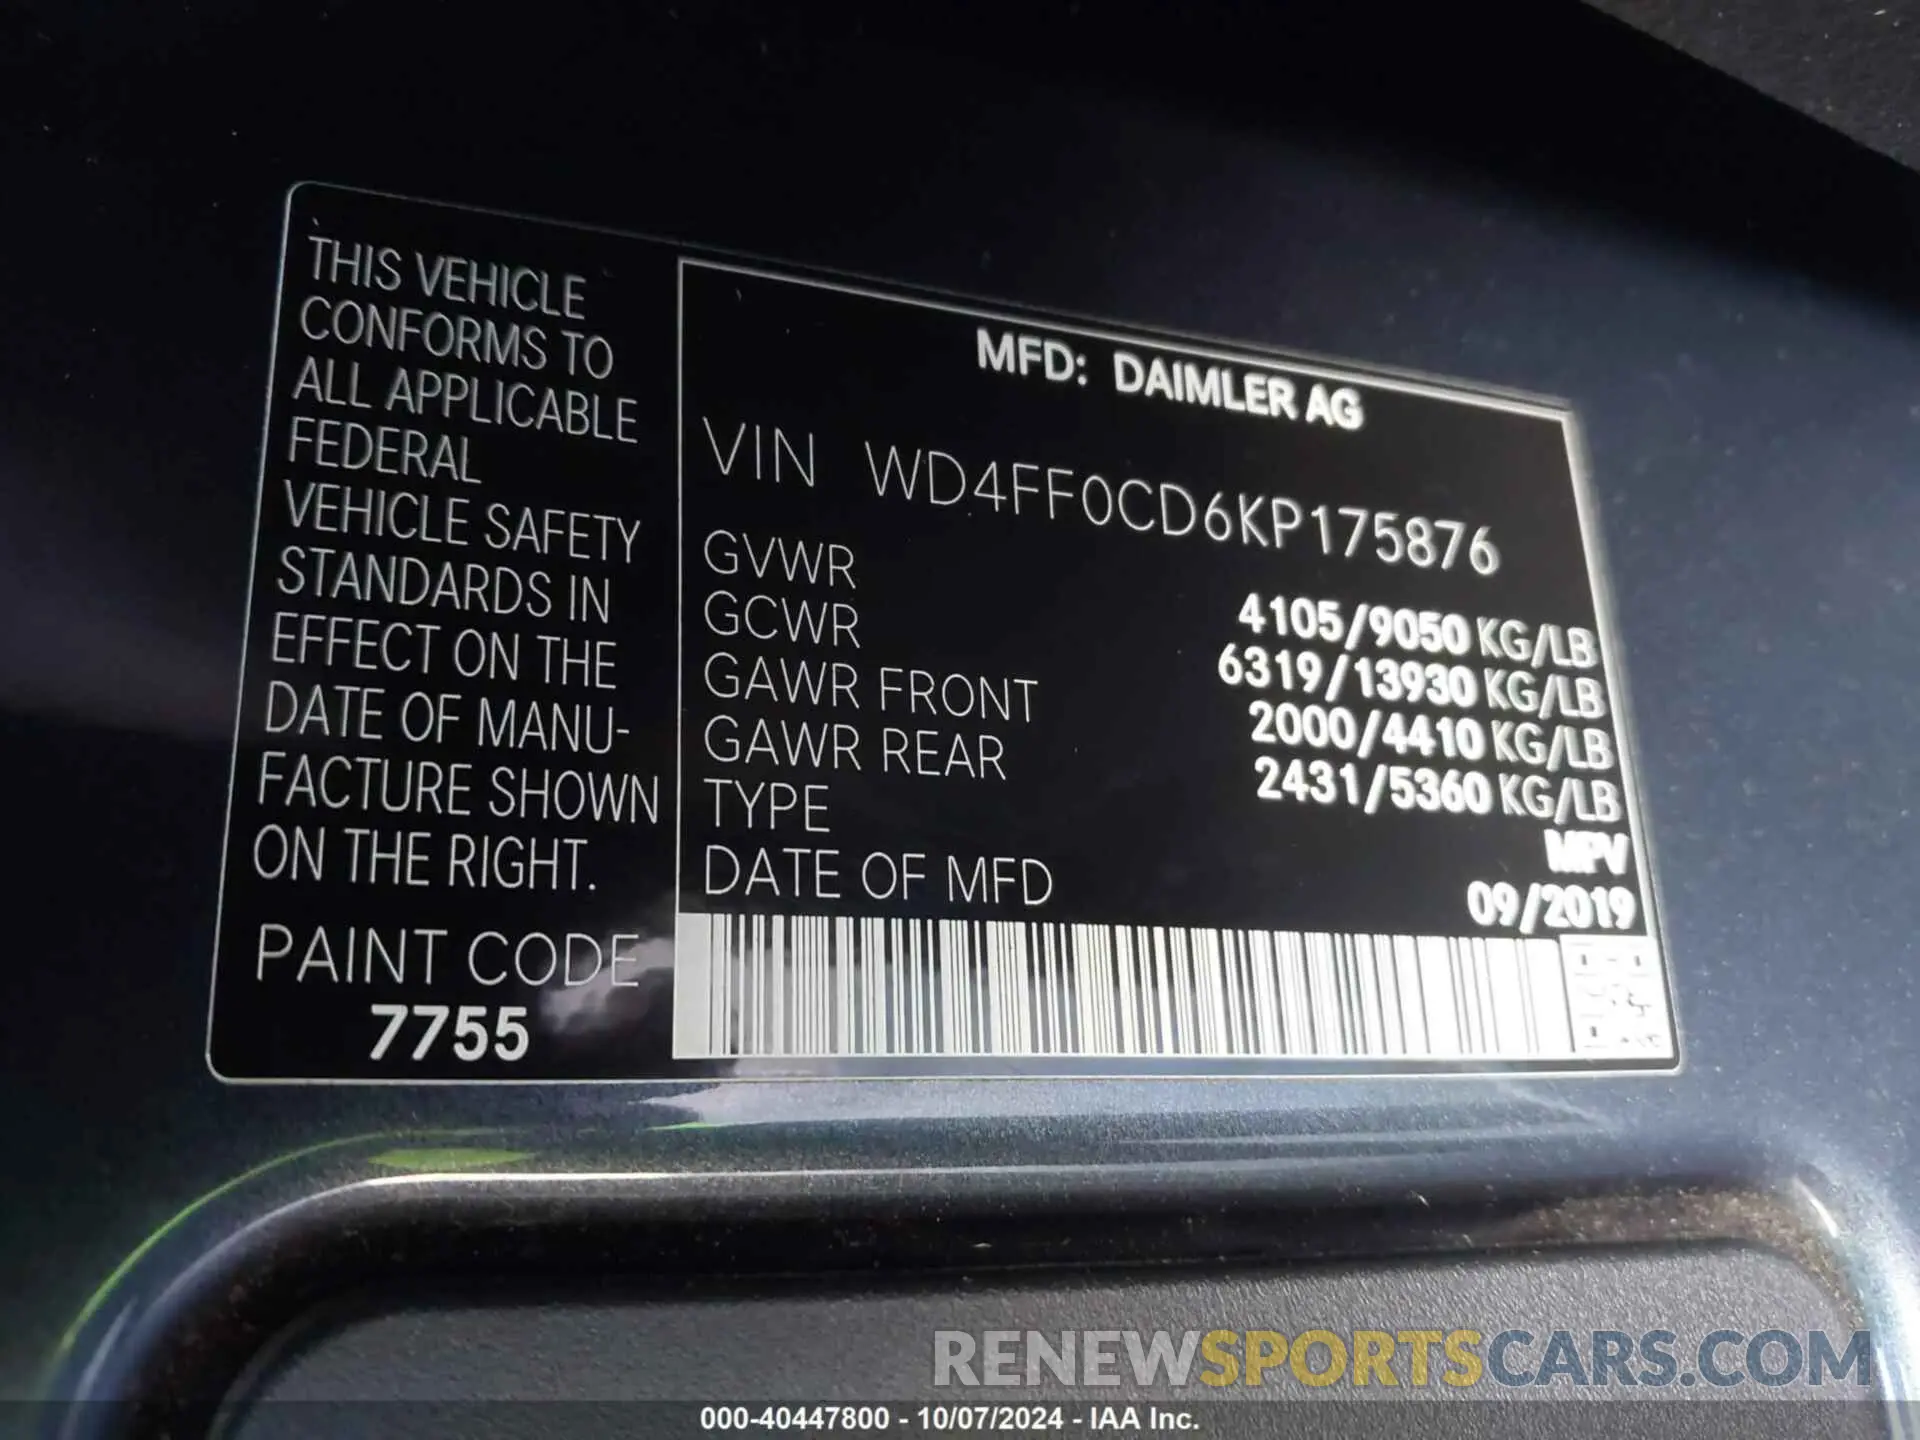 THIS VEHICLE
CONFORMS TO
ALL APPLICABLE
FEDERAL
VEHICLE SAFETY
STANDARDS IN
EFFECT ON THE
DATE OF MANU-
FACTURE SHOWN
ON THE RIGHT.
PAINT CODE
7755
MFD: DAIMLER AG
VIN WD4FF0CD6KP175876
GVWR 4105/9050 KG/LB
GCWR 6319/13930 KG/LB
GAWR FRONT 2000/4410 KG/LB
GAWR REAR 2431/5360 KG/LB
TYPE MPV
DATE OF MFD 09/2019
RENEWSPORTSCARS.COM
000-40447800 - 10/07/2024 - IAA Inc.